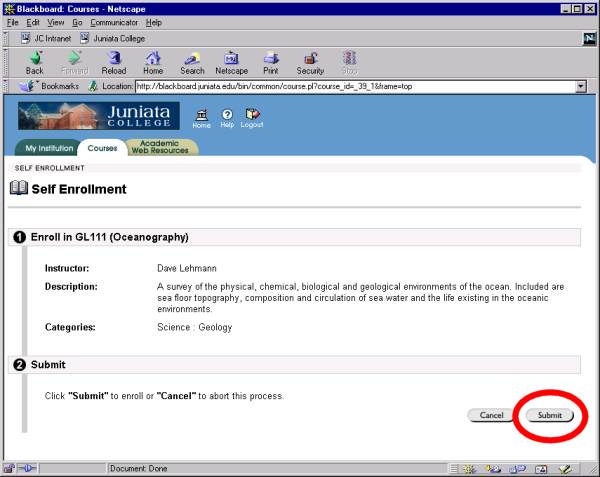 Blackboard: Courses - Netscape
File Edit View Go Communicator Help
JC Intranet Juniata College
Back Forward Reload Home Search Netscape Print Security Stop
Bookmarks Location: http://blackboard.juniata.edu/bin/common/course.pl?course_id=_39_1&frame=top
Juniata
COLLEGE
Home Help Logout
My Institution Courses Academic
Web Resources
SELF ENROLLMENT
Self Enrollment
1 Enroll in GL111 (Oceanography)
Instructor: Dave Lehmann
Description: A survey of the physical, chemical, biological and geological environments of the ocean. Included are
sea floor topography, composition and circulation of sea water and the life existing in the oceanic
environments.
Categories: Science : Geology
2 Submit
Click "Submit" to enroll or "Cancel" to abort this process.
Cancel Submit
Document: Done